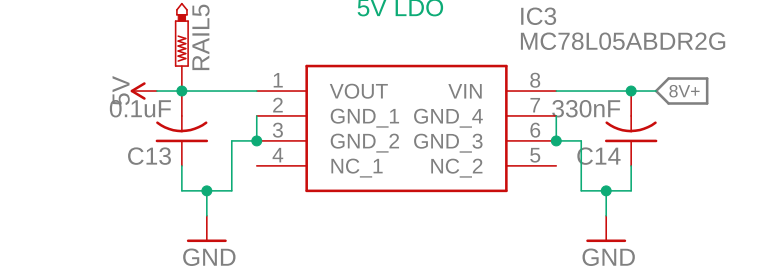 5V LDO
IC3
MC78L05ABDR2G
RAIL5
5V
0.1uF
C13
1 VOUT VIN 8
2 GND_1 GND_4 7
3 GND_2 GND_3 6
4 NC_1 NC_2 5
330nF
C14
8V+
GND
GND